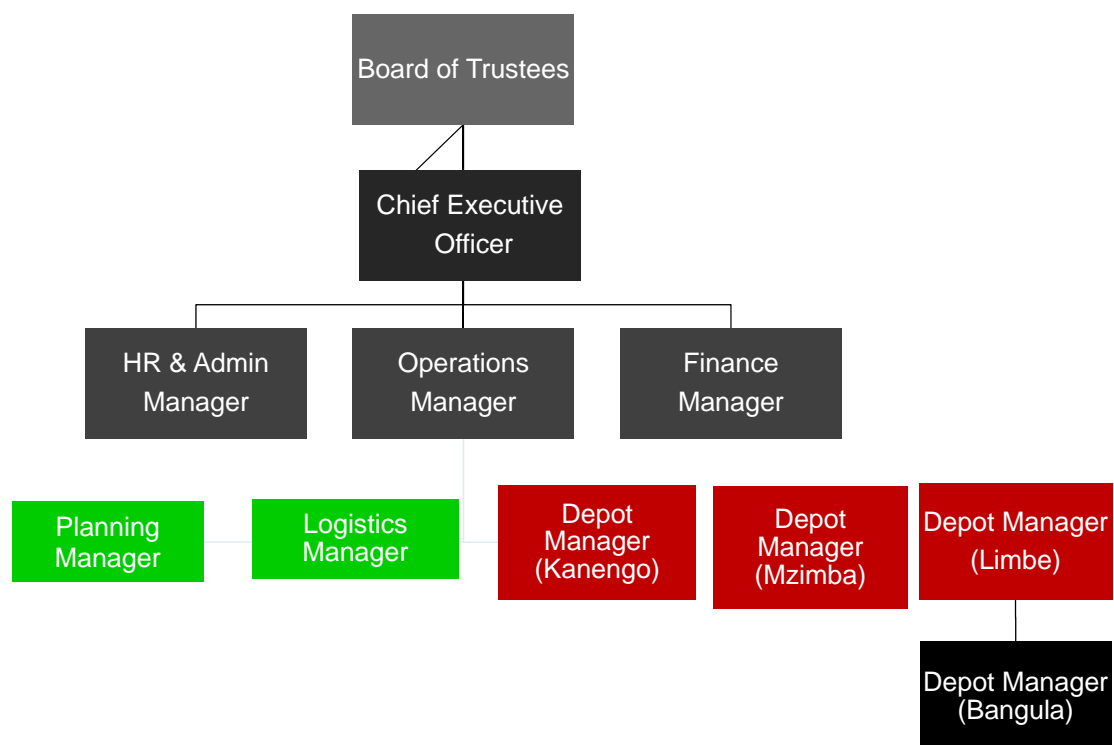 Board of Trustees
Chief Executive
Officer
HR & Admin
Manager
Operations
Manager
Finance
Manager
Planning
Manager
Logistics
Manager
Depot
Manager
(Kanengo)
Depot
Manager
(Mzimba)
Depot Manager
(Limbe)
Depot Manager
(Bangula)